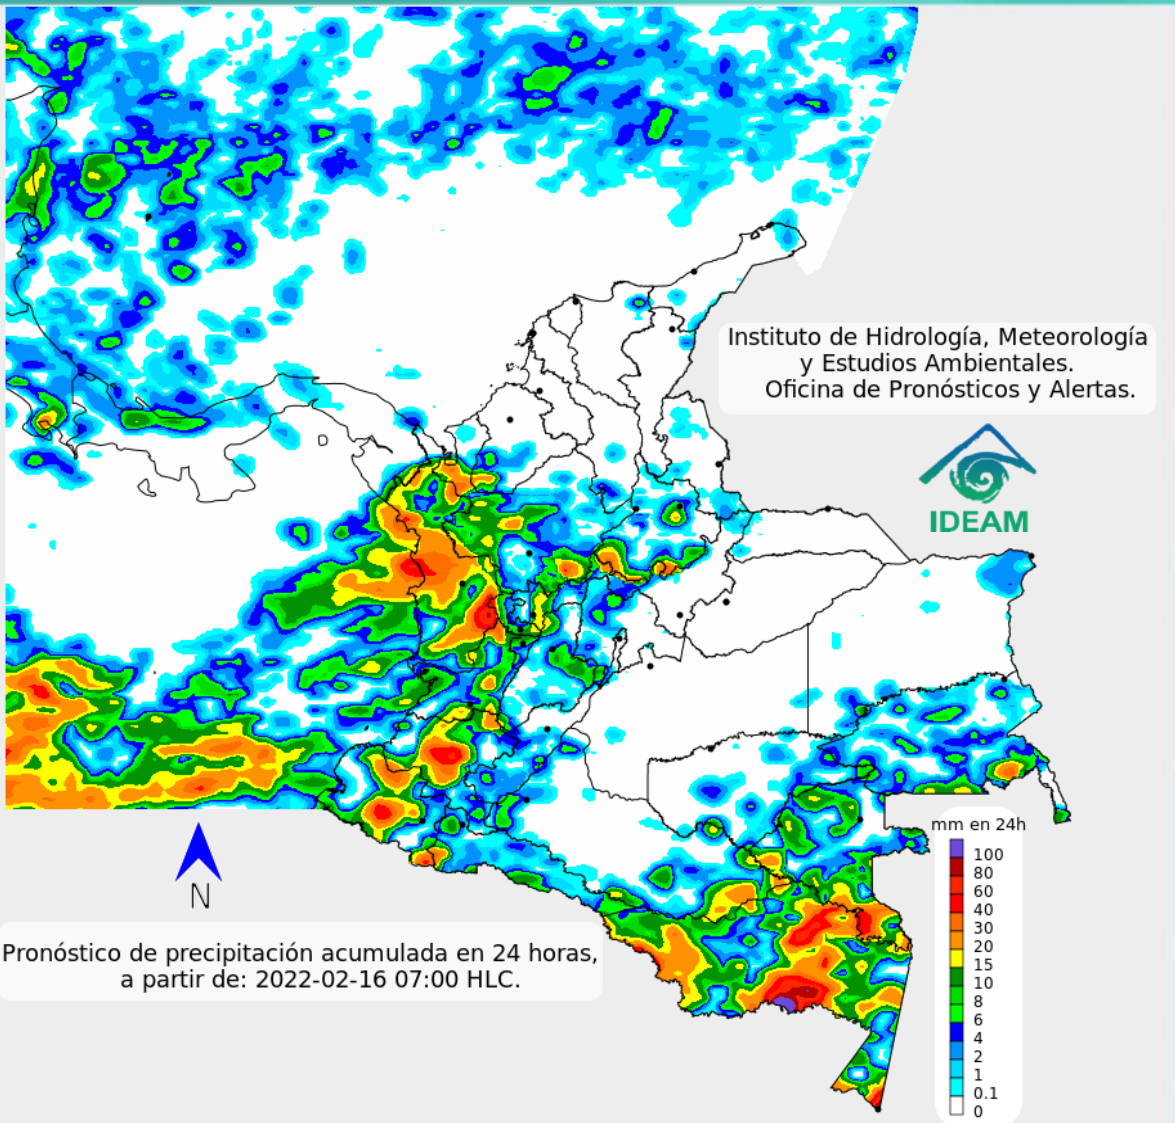 Instituto de Hidrología, Meteorología
y Estudios Ambientales.
Oficina de Pronósticos y Alertas.
IDEAM
mm en 24h
100
80
60
40
30
20
15
10
8
6
4
2
1
0.1
0
N
Pronóstico de precipitación acumulada en 24 horas,
a partir de: 2022-02-16 07:00 HLC.